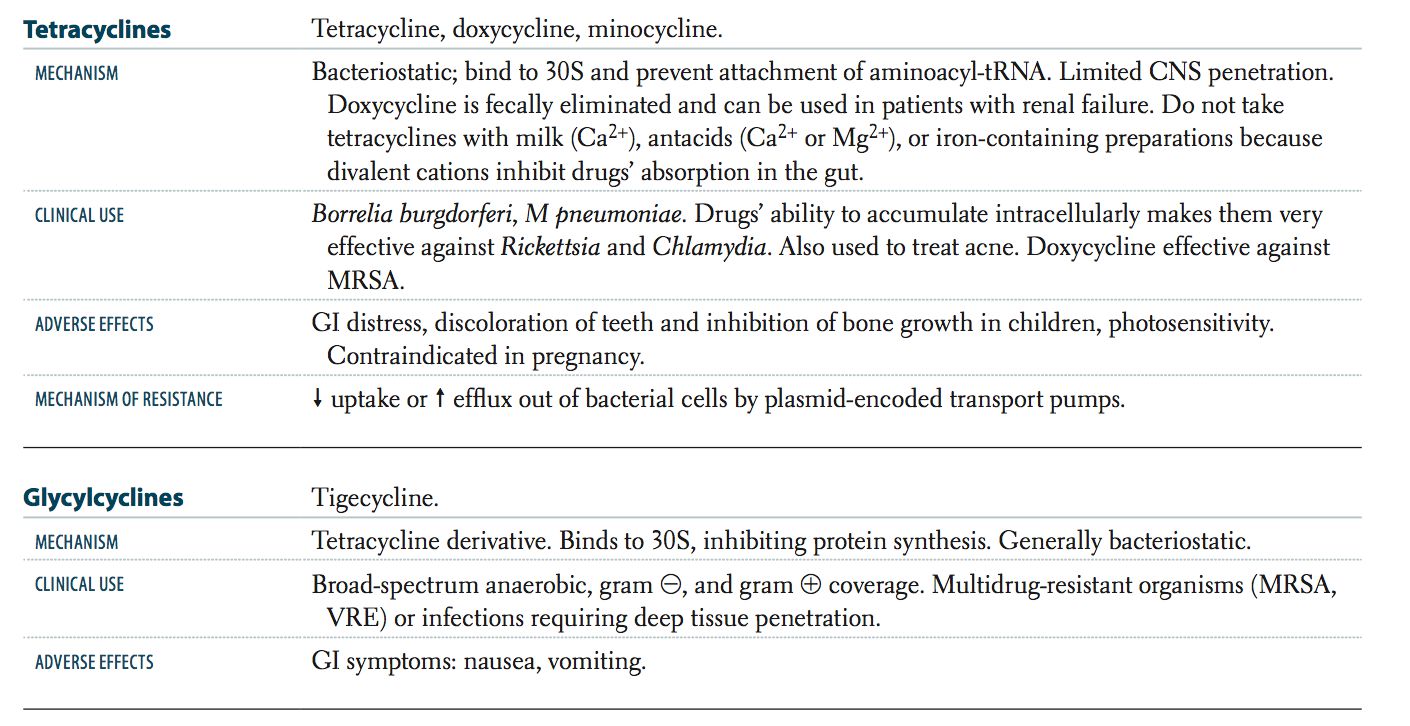 Tetracyclines Tetracycline, doxycycline, minocycline.
MECHANISM Bacteriostatic; bind to 30S and prevent attachment of aminoacyl-tRNA. Limited CNS penetration.
Doxycycline is fecally eliminated and can be used in patients with renal failure. Do not take
tetracyclines with milk (Ca²⁺), antacids (Ca²⁺ or Mg²⁺), or iron-containing preparations because
divalent cations inhibit drugs’ absorption in the gut.
CLINICAL USE Borrelia burgdorferi, M pneumoniae. Drugs’ ability to accumulate intracellularly makes them very
effective against Rickettsia and Chlamydia. Also used to treat acne. Doxycycline effective against
MRSA.
ADVERSE EFFECTS GI distress, discoloration of teeth and inhibition of bone growth in children, photosensitivity.
Contraindicated in pregnancy.
MECHANISM OF RESISTANCE ↓ uptake or ↑ efflux out of bacterial cells by plasmid-encoded transport pumps.
Glycylcyclines Tigecycline.
MECHANISM Tetracycline derivative. Binds to 30S, inhibiting protein synthesis. Generally bacteriostatic.
CLINICAL USE Broad-spectrum anaerobic, gram ⊖, and gram ⊕ coverage. Multidrug-resistant organisms (MRSA,
VRE) or infections requiring deep tissue penetration.
ADVERSE EFFECTS GI symptoms: nausea, vomiting.